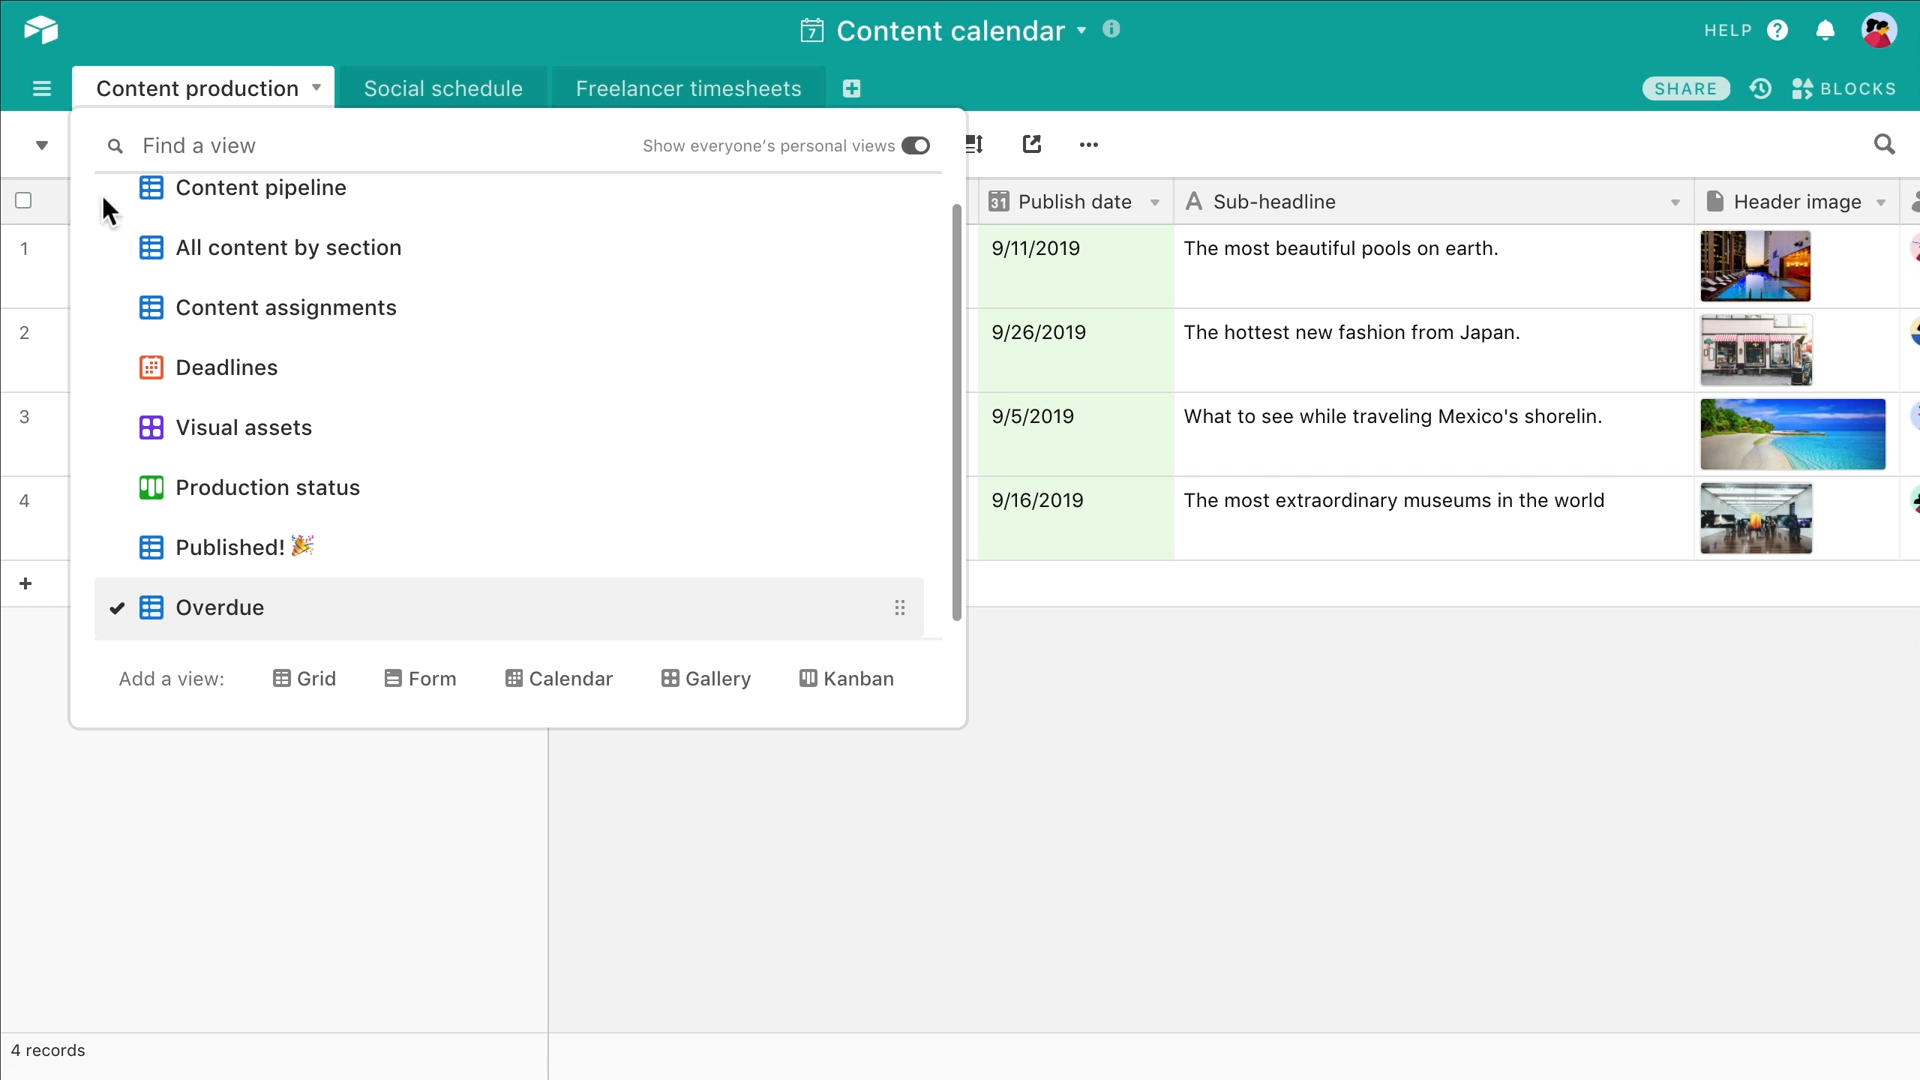 7 Content calendar
HELP ?
Content production
Social schedule
Freelancer timesheets
SHARE
BLOCKS
Find a view
Show everyone's personal views
Content pipeline
All content by section
Content assignments
Deadlines
Visual assets
Production status
Published! 🎉
Overdue
Add a view:
Grid
Form
Calendar
Gallery
Kanban
31 Publish date
A Sub-headline
Header image
1
9/11/2019
The most beautiful pools on earth.
2
9/26/2019
The hottest new fashion from Japan.
3
9/5/2019
What to see while traveling Mexico's shorelin.
4
9/16/2019
The most extraordinary museums in the world
+
4 records